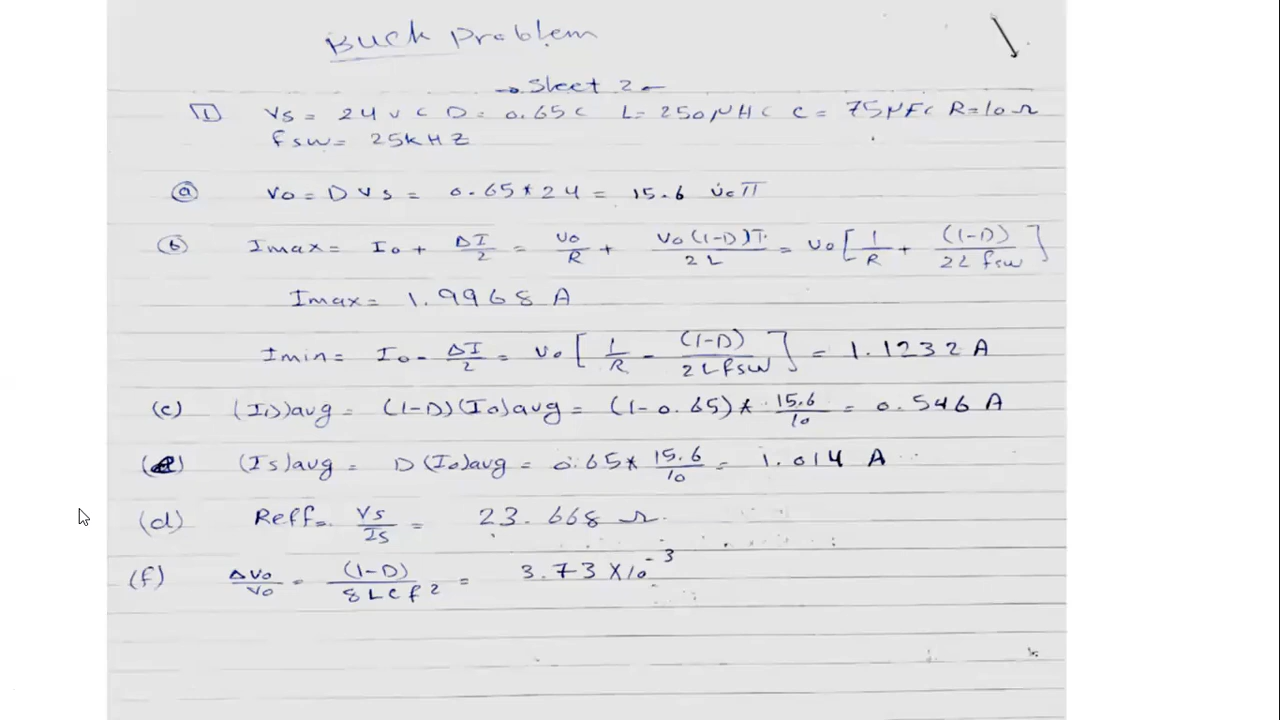 Buck Problem
→ Sheet 2 ←
1 Vs = 24 v , D = 0.65 , L = 250 μH , C = 75 μF , R = 10 Ω
fsw = 25 kHZ
(a) Vo = D Vs = 0.65 * 24 = 15.6
(b) Imax = Io + ΔI/2 = Vo/R + Vo(1-D)T/2L = Vo [ 1/R + (1-D)/2L fsw ]
Imax = 1.9968 A
Imin = Io - ΔI/2 = Vo [ 1/R - (1-D)/2L fsw ] = 1.1232 A
(c) (ID)avg = (1-D)(Io)avg = (1-0.65) * 15.6/10 = 0.546 A
(Is)avg = D (Io)avg = 0.65 * 15.6/10 = 1.014 A
(d) Reff = Vs/Is = 23.668 Ω
(f) ΔVo/Vo = (1-D)/8LCf² = 3.73 X10⁻³